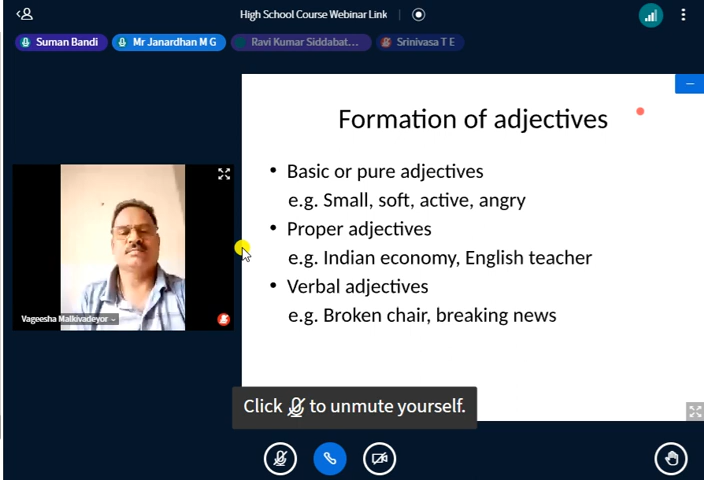 High School Course Webinar Link
Suman Bandi
Mr Janardhan M G
Ravi Kumar Siddabat...
Srinivasa T E
Formation of adjectives
• Basic or pure adjectives
e.g. Small, soft, active, angry
• Proper adjectives
e.g. Indian economy, English teacher
• Verbal adjectives
e.g. Broken chair, breaking news
Vageesha Malkivadeyor
Click to unmute yourself.